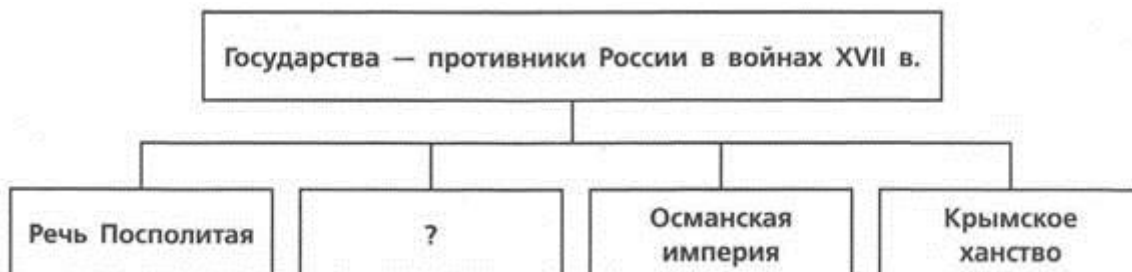 Государства — противники России в войнах XVII в.
Речь Посполитая
?
Османская
империя
Крымское
ханство